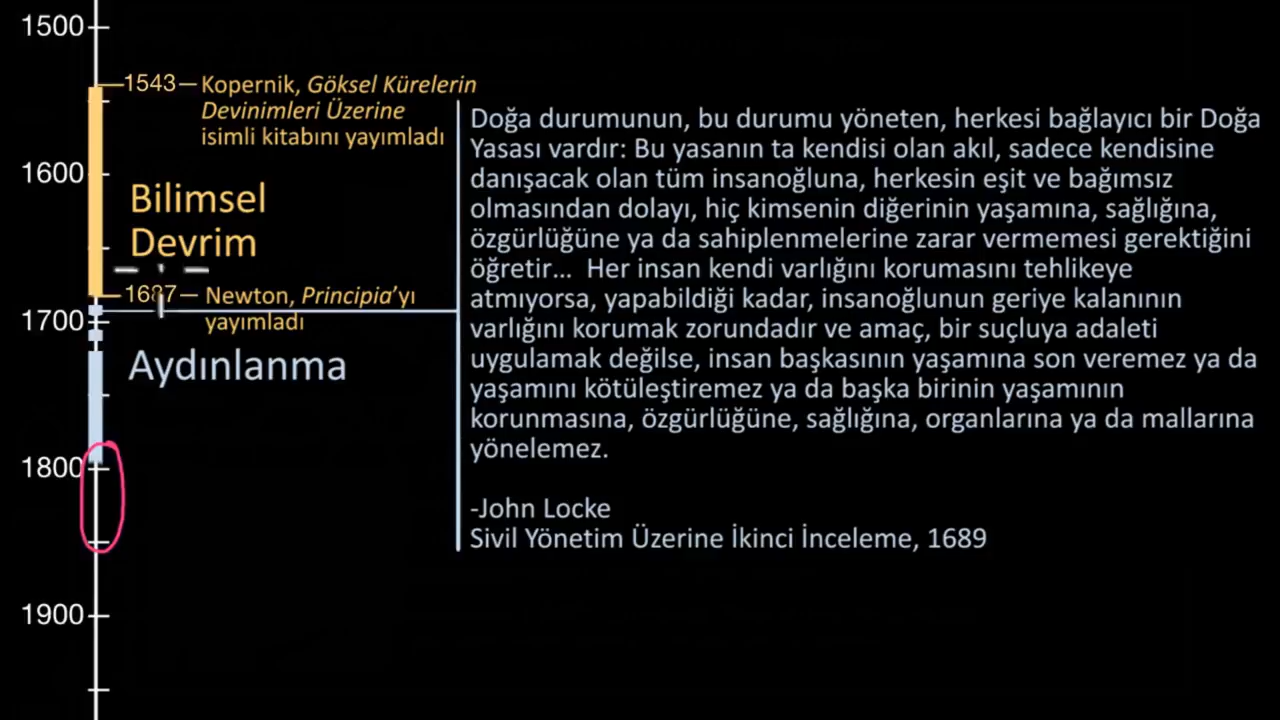 1500
1543
Kopernik, Göksel Kürelerin
Devinimleri Üzerine
isimli kitabını yayımladı
1600
Bilimsel
Devrim
1687
Newton, Principia’yı
yayımladı
1700
Aydınlanma
1800
1900
Doğa durumunun, bu durumu yöneten, herkesi bağlayıcı bir Doğa
Yasası vardır: Bu yasanın ta kendisi olan akıl, sadece kendisine
danışacak olan tüm insanoğluna, herkesin eşit ve bağımsız
olmasından dolayı, hiç kimsenin diğerinin yaşamına, sağlığına,
özgürlüğüne ya da sahiplenmelerine zarar vermemesi gerektiğini
öğretir... Her insan kendi varlığını korumasını tehlikeye
atmıyorsa, yapabildiği kadar, insanoğlunun geriye kalanının
varlığını korumak zorundadır ve amaç, bir suçluya adaleti
uygulamak değilse, insan başkasının yaşamına son veremez ya da
yaşamını kötüleştiremez ya da başka birinin yaşamının
korunmasına, özgürlüğüne, sağlığına, organlarına ya da mallarına
yönelemez.
-John Locke
Sivil Yönetim Üzerine İkinci İnceleme, 1689